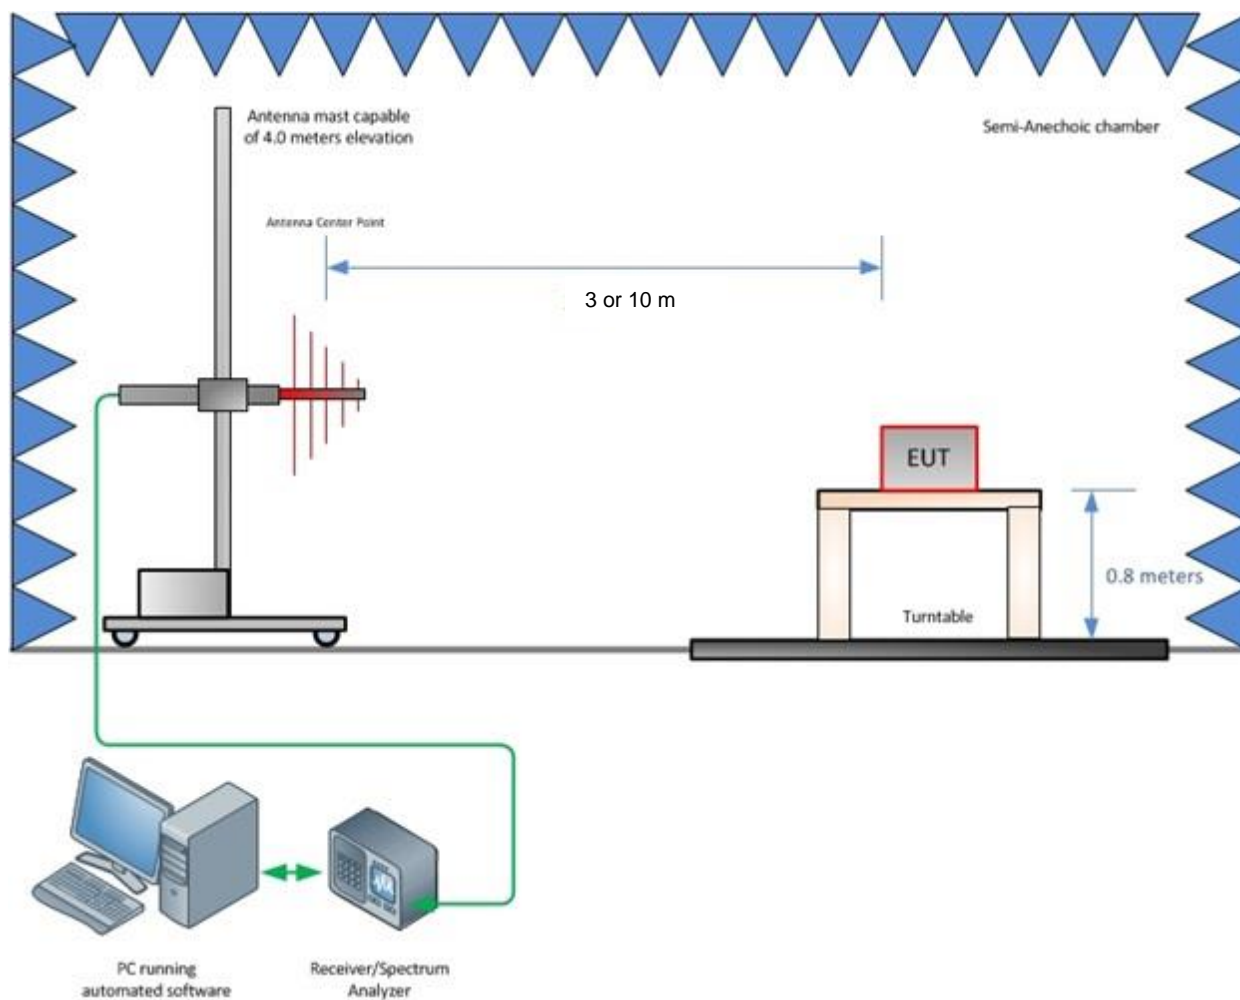 Antenna mast capable
of 4.0 meters elevation
Semi-Anechoic chamber
Antenna Center Point
3 or 10 m
EUT
0.8 meters
Turntable
PC running
automated software
Receiver/Spectrum
Analyzer